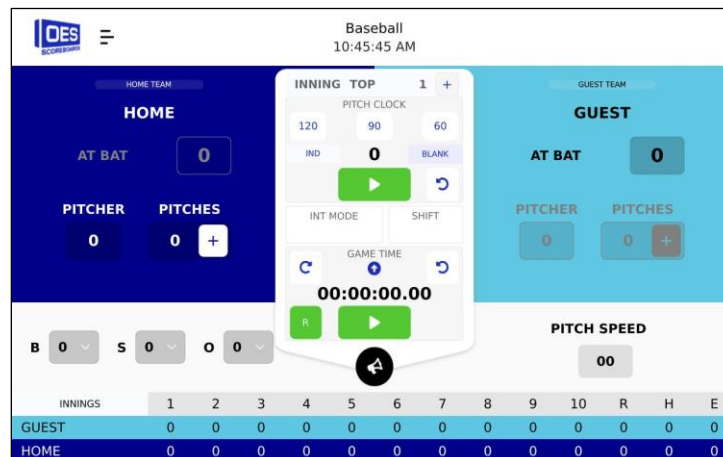 OES
SCOREBOARDS
Baseball
10:45:45 AM
HOME TEAM
HOME
AT BAT 0
PITCHER PITCHES
0 0 +
INNING TOP 1 +
PITCH CLOCK
120 90 60
IND 0 BLANK
INT MODE SHIFT
GAME TIME
00:00:00.00
R
GUEST TEAM
GUEST
AT BAT 0
PITCHER PITCHES
0 0 +
B 0 S 0 O 0
PITCH SPEED
00
INNINGS 1 2 3 4 5 6 7 8 9 10 R H E
GUEST 0 0 0 0 0 0 0 0 0 0 0 0 0
HOME 0 0 0 0 0 0 0 0 0 0 0 0 0